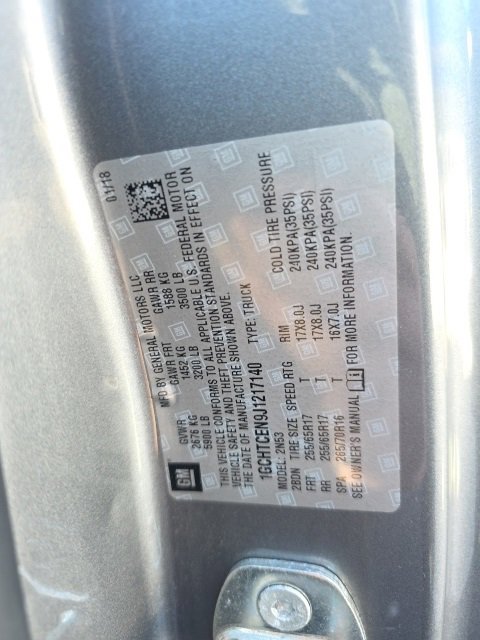 GM
MFD BY GENERAL MOTORS LLC 01/18
GVWR GAWR FRT GAWR RR
2676 KG 1452 KG 1588 KG
5900 LB 3200 LB 3500 LB
THIS VEHICLE CONFORMS TO ALL APPLICABLE U.S. FEDERAL MOTOR
VEHICLE SAFETY AND THEFT PREVENTION STANDARDS IN EFFECT ON
THE DATE OF MANUFACTURE SHOWN ABOVE.
1GCHTCEN9J1217140 TYPE: TRUCK
MODEL: 2N53
2BDN TIRE SIZE SPEED RTG RIM COLD TIRE PRESSURE
FRT 255/65R17 T 17X8.0J 240KPA(35PSI)
RR 255/65R17 T 17X8.0J 240KPA(35PSI)
SPA 265/70R16 T 16X7.0J 240KPA(35PSI)
SEE OWNER'S MANUAL FOR MORE INFORMATION.